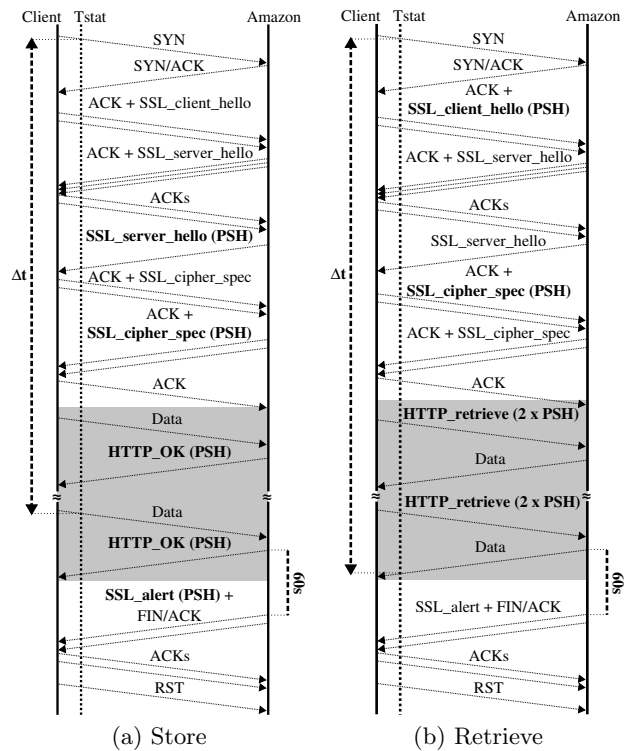 Client Tstat Amazon
SYN
SYN/ACK
ACK + SSL_client_hello
ACK + SSL_server_hello
ACKs
SSL_server_hello (PSH)
Δt
ACK + SSL_cipher_spec
ACK +
SSL_cipher_spec (PSH)
ACK
Data
HTTP_OK (PSH)
≈ ≈
Data
HTTP_OK (PSH)
60s
SSL_alert (PSH) +
FIN/ACK
ACKs
RST
(a) Store
Client Tstat Amazon
SYN
SYN/ACK
ACK +
SSL_client_hello (PSH)
ACK + SSL_server_hello
ACKs
SSL_server_hello
Δt
ACK +
SSL_cipher_spec (PSH)
ACK + SSL_cipher_spec
ACK
HTTP_retrieve (2 x PSH)
Data
≈ ≈
HTTP_retrieve (2 x PSH)
Data
60s
SSL_alert + FIN/ACK
ACKs
RST
(b) Retrieve